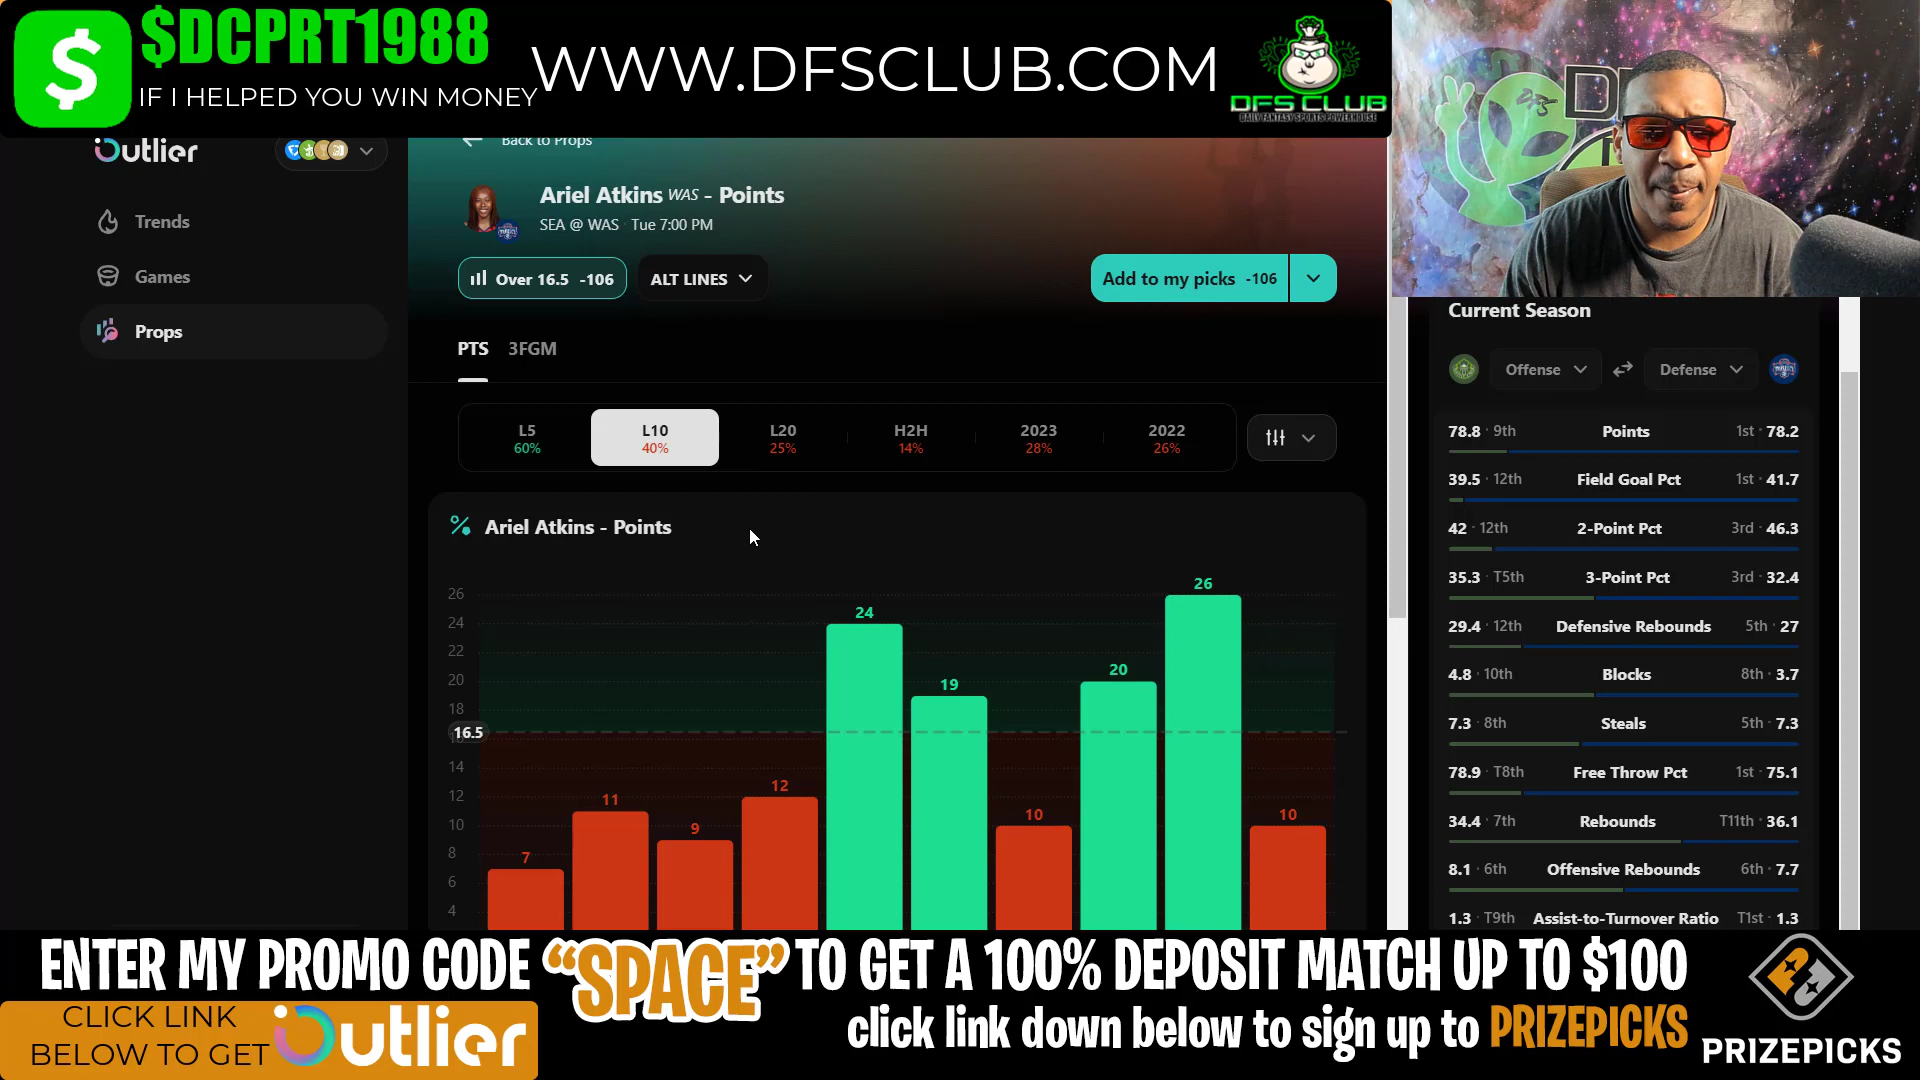 $DCPRT1988
IF I HELPED YOU WIN MONEY
WWW.DFSCLUB.COM
DFS CLUB
DAILY FANTASY SPORTS POWERHOUSE
Outlier
Trends
Games
Props
Back to Props
Ariel Atkins WAS - Points
SEA @ WAS · Tue 7:00 PM
Over 16.5 -106
ALT LINES
Add to my picks -106
PTS
3FGM
L5
60%
L10
40%
L20
25%
H2H
14%
2023
28%
2022
26%
Ariel Atkins - Points
26
24
22
20
18
16.5
14
12
10
8
6
4
7
11
9
12
24
19
10
20
26
10
Current Season
Offense
Defense
78.8 · 9th Points 1st · 78.2
39.5 · 12th Field Goal Pct 1st · 41.7
42 · 12th 2-Point Pct 3rd · 46.3
35.3 · T5th 3-Point Pct 3rd · 32.4
29.4 · 12th Defensive Rebounds 5th · 27
4.8 · 10th Blocks 8th · 3.7
7.3 · 8th Steals 5th · 7.3
78.9 · T8th Free Throw Pct 1st · 75.1
34.4 · 7th Rebounds T11th · 36.1
8.1 · 6th Offensive Rebounds 6th · 7.7
1.3 · T9th Assist-to-Turnover Ratio T1st · 1.3
ENTER MY PROMO CODE "SPACE" TO GET A 100% DEPOSIT MATCH UP TO $100
click link down below to sign up to PRIZEPICKS
CLICK LINK
BELOW TO GET
Outlier
PRIZEPICKS